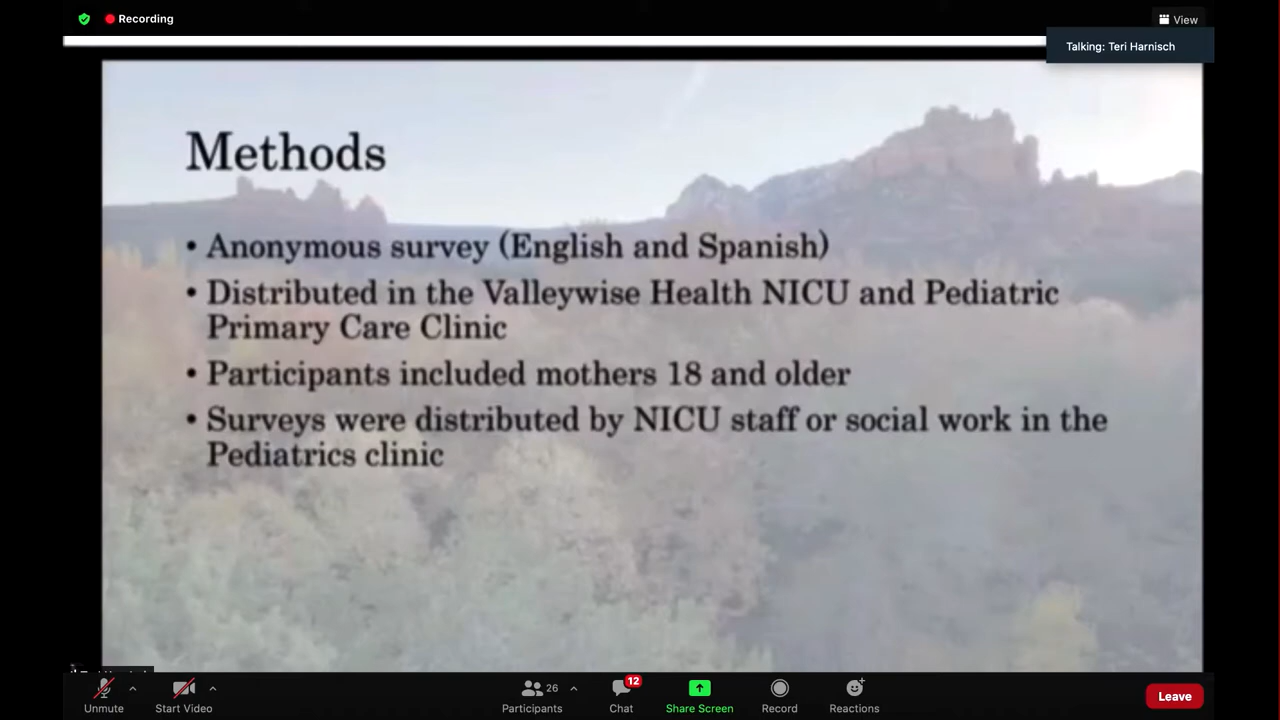 Recording
View
Talking: Teri Harnisch
Methods
• Anonymous survey (English and Spanish)
• Distributed in the Valleywise Health NICU and Pediatric
Primary Care Clinic
• Participants included mothers 18 and older
• Surveys were distributed by NICU staff or social work in the
Pediatrics clinic
Unmute
Start Video
26
Participants
12
Chat
Share Screen
Record
Reactions
Leave